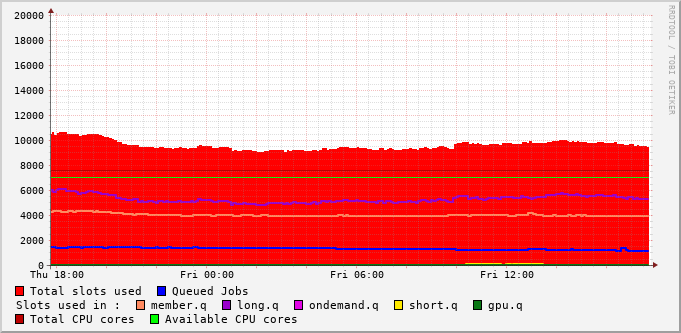 20000
18000
16000
14000
12000
10000
8000
6000
4000
2000
0
Thu 18:00 Fri 00:00 Fri 06:00 Fri 12:00
Total slots used Queued Jobs
Slots used in : member.q long.q ondemand.q short.q gpu.q
Total CPU cores Available CPU cores
RRDTOOL / TOBI OETIKER